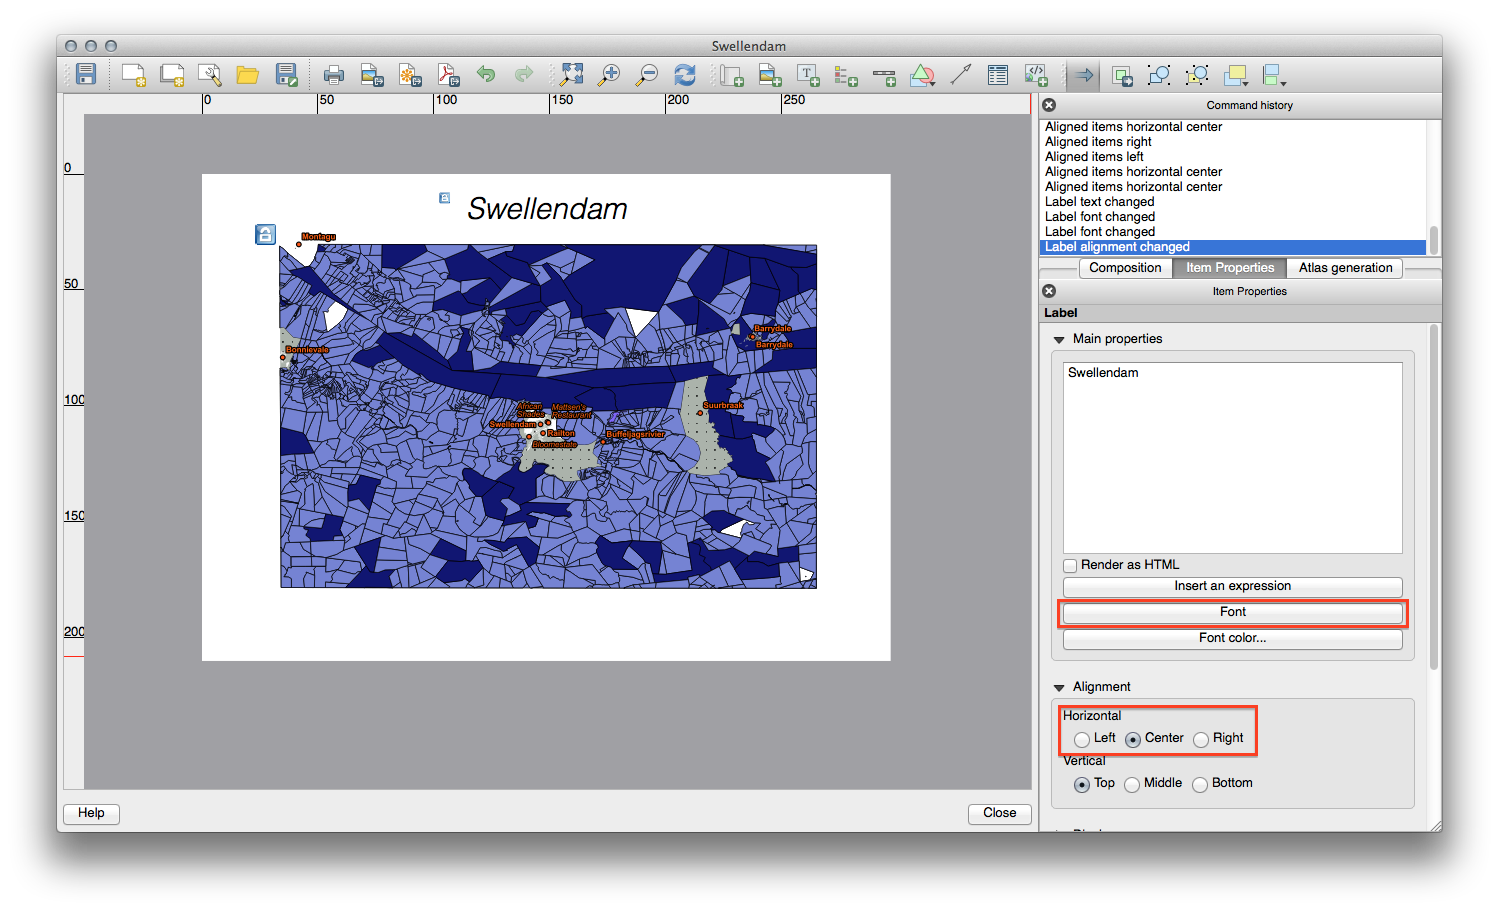 Swellendam
0 50 100 150 200 250
0
50
100
150
200
Swellendam
Montagu
Bonnievale
Barrydale
Barrydale
Suurbraak
African
Shades
Mattsen's
Restaurant
Swellendam
Railton
Bloomestate
Buffeljagsrivier
Help
Close
Command history
Aligned items horizontal center
Aligned items right
Aligned items left
Aligned items horizontal center
Aligned items horizontal center
Label text changed
Label font changed
Label font changed
Label alignment changed
Composition Item Properties Atlas generation
Item Properties
Label
Main properties
Swellendam
Render as HTML
Insert an expression
Font
Font color...
Alignment
Horizontal
Left Center Right
Vertical
Top Middle Bottom